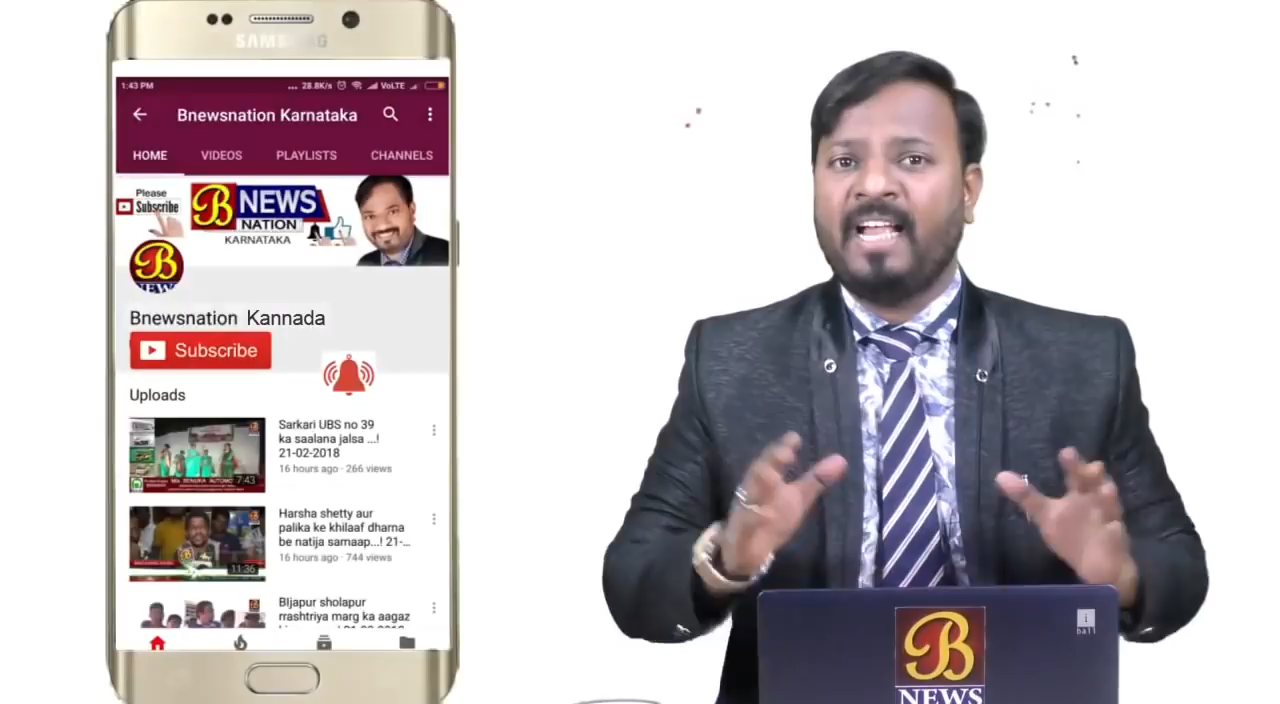 SAMSUNG
1:43 PM
... 28.8K/s VoLTE
Bnewsnation Karnataka
HOME VIDEOS PLAYLISTS CHANNELS
Please
Subscribe
B NEWS
NATION
KARNATAKA
B
NEWS
Bnewsnation Kannada
Subscribe
Uploads
Sarkari UBS no 39
ka saalana jalsa ...!
21-02-2018
16 hours ago · 266 views
7:43
Harsha shetty aur
palika ke khilaaf dharna
be natija samaap...! 21-...
16 hours ago · 744 views
11:36
BIjapur sholapur
rrashtriya marg ka aagaz
B
NEWS
i
ball